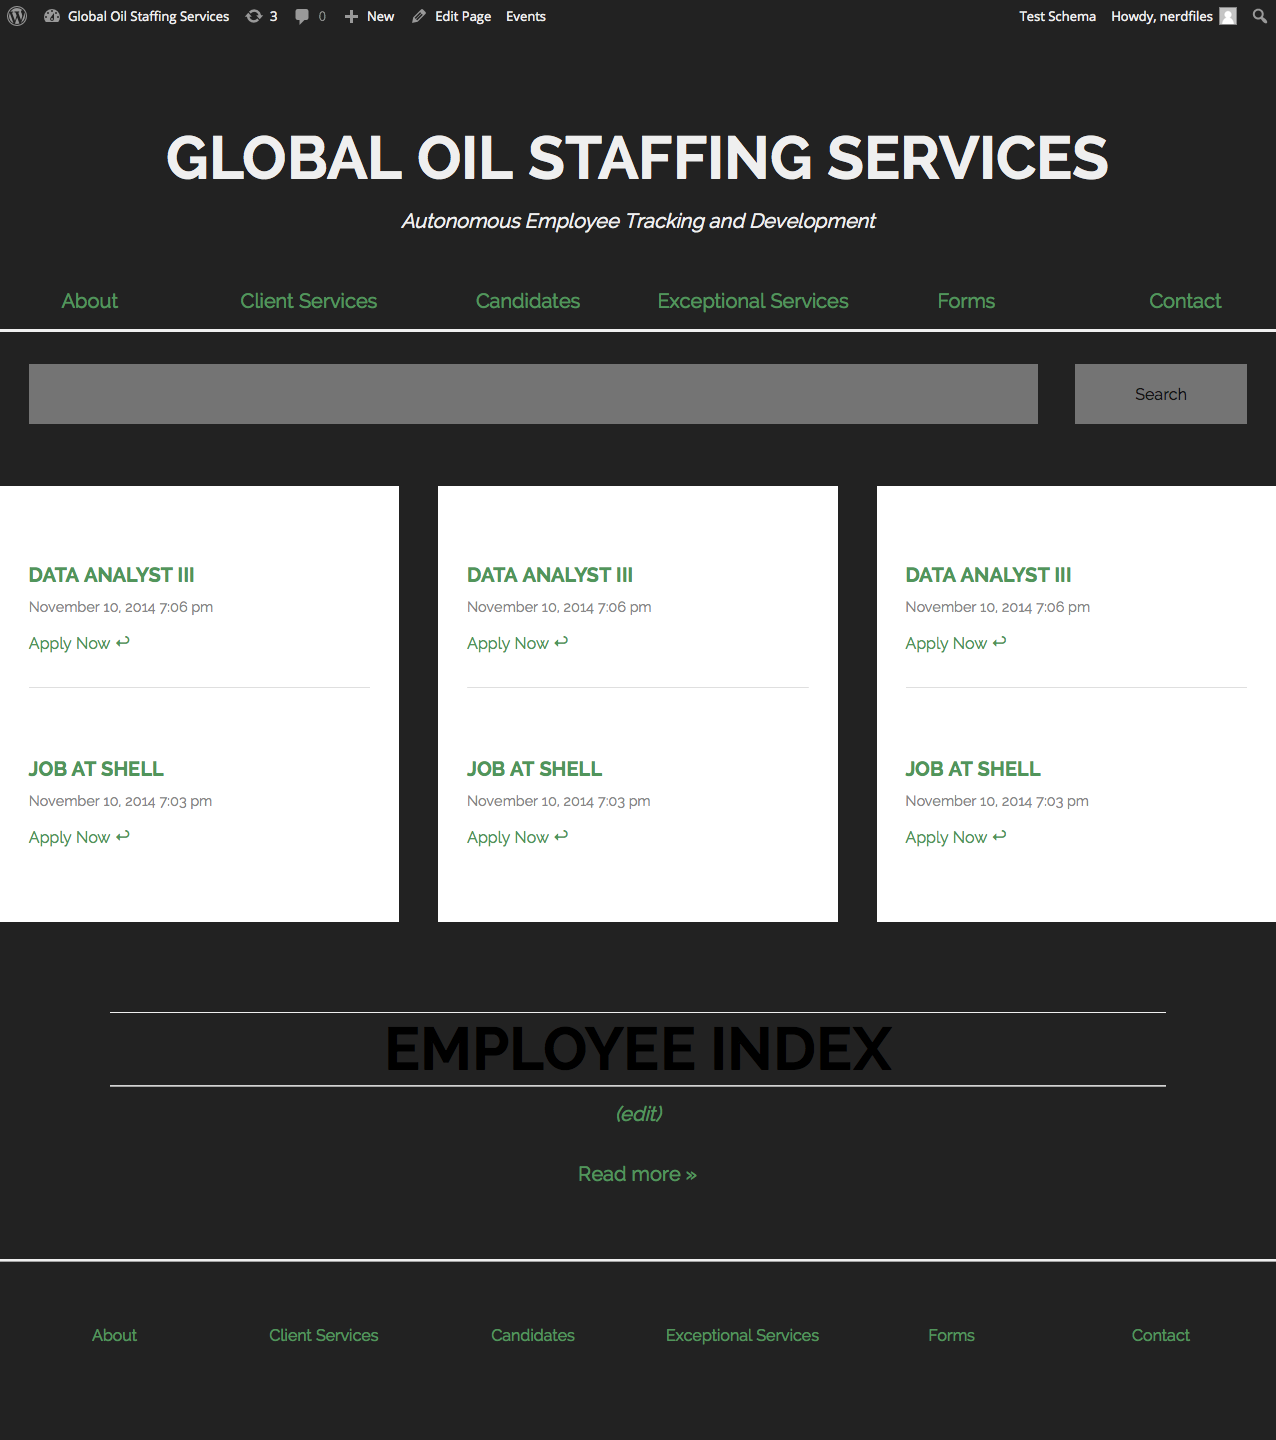 Global Oil Staffing Services 3 0 New Edit Page Events Test Schema Howdy, nerdfiles
GLOBAL OIL STAFFING SERVICES
Autonomous Employee Tracking and Development
About Client Services Candidates Exceptional Services Forms Contact
Search
DATA ANALYST III
November 10, 2014 7:06 pm
Apply Now ↩
JOB AT SHELL
November 10, 2014 7:03 pm
Apply Now ↩
DATA ANALYST III
November 10, 2014 7:06 pm
Apply Now ↩
JOB AT SHELL
November 10, 2014 7:03 pm
Apply Now ↩
DATA ANALYST III
November 10, 2014 7:06 pm
Apply Now ↩
JOB AT SHELL
November 10, 2014 7:03 pm
Apply Now ↩
EMPLOYEE INDEX
(edit)
Read more »
About Client Services Candidates Exceptional Services Forms Contact